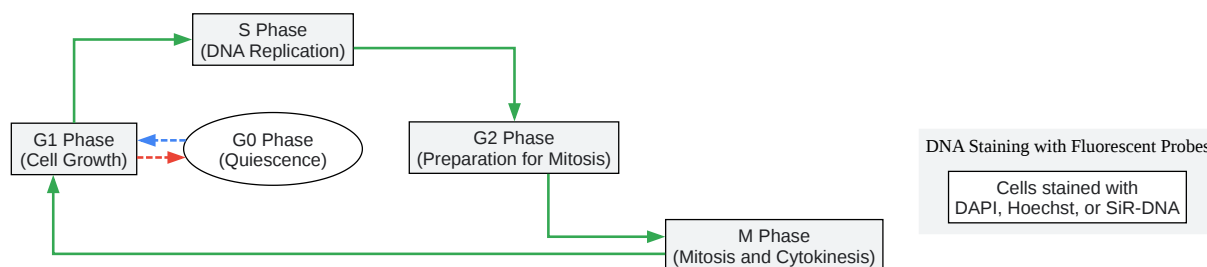 S Phase
(DNA Replication)
G1 Phase
(Cell Growth)
G0 Phase
(Quiescence)
G2 Phase
(Preparation for Mitosis)
M Phase
(Mitosis and Cytokinesis)
DNA Staining with Fluorescent Probes
Cells stained with
DAPI, Hoechst, or SiR-DNA